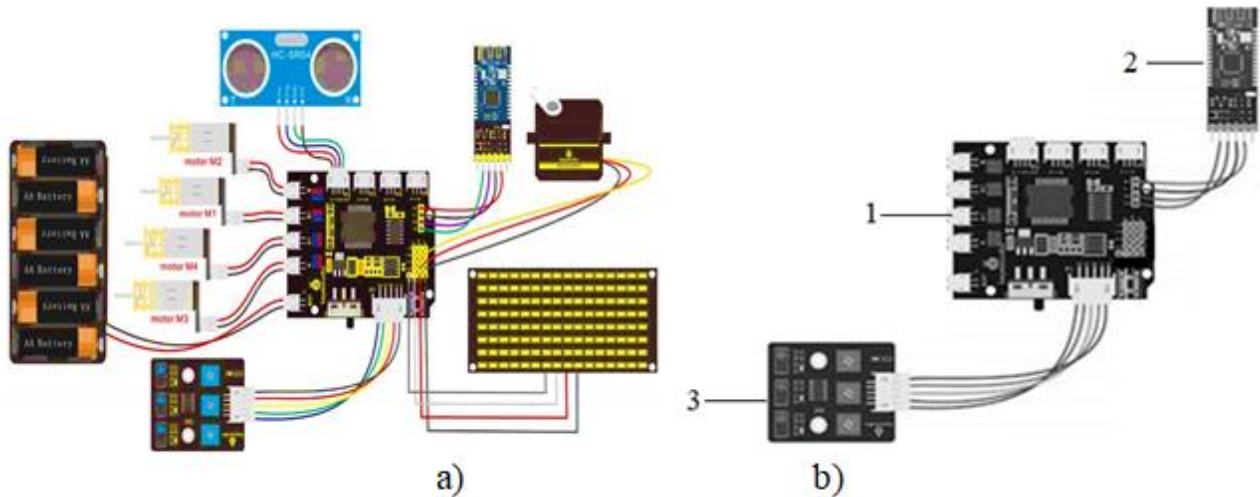 HC-SR04
T
R
motor M2
motor M1
motor M4
motor M3
AA Battery
AA Battery
AA Battery
AA Battery
AA Battery
AA Battery
a)
2
1
3
b)